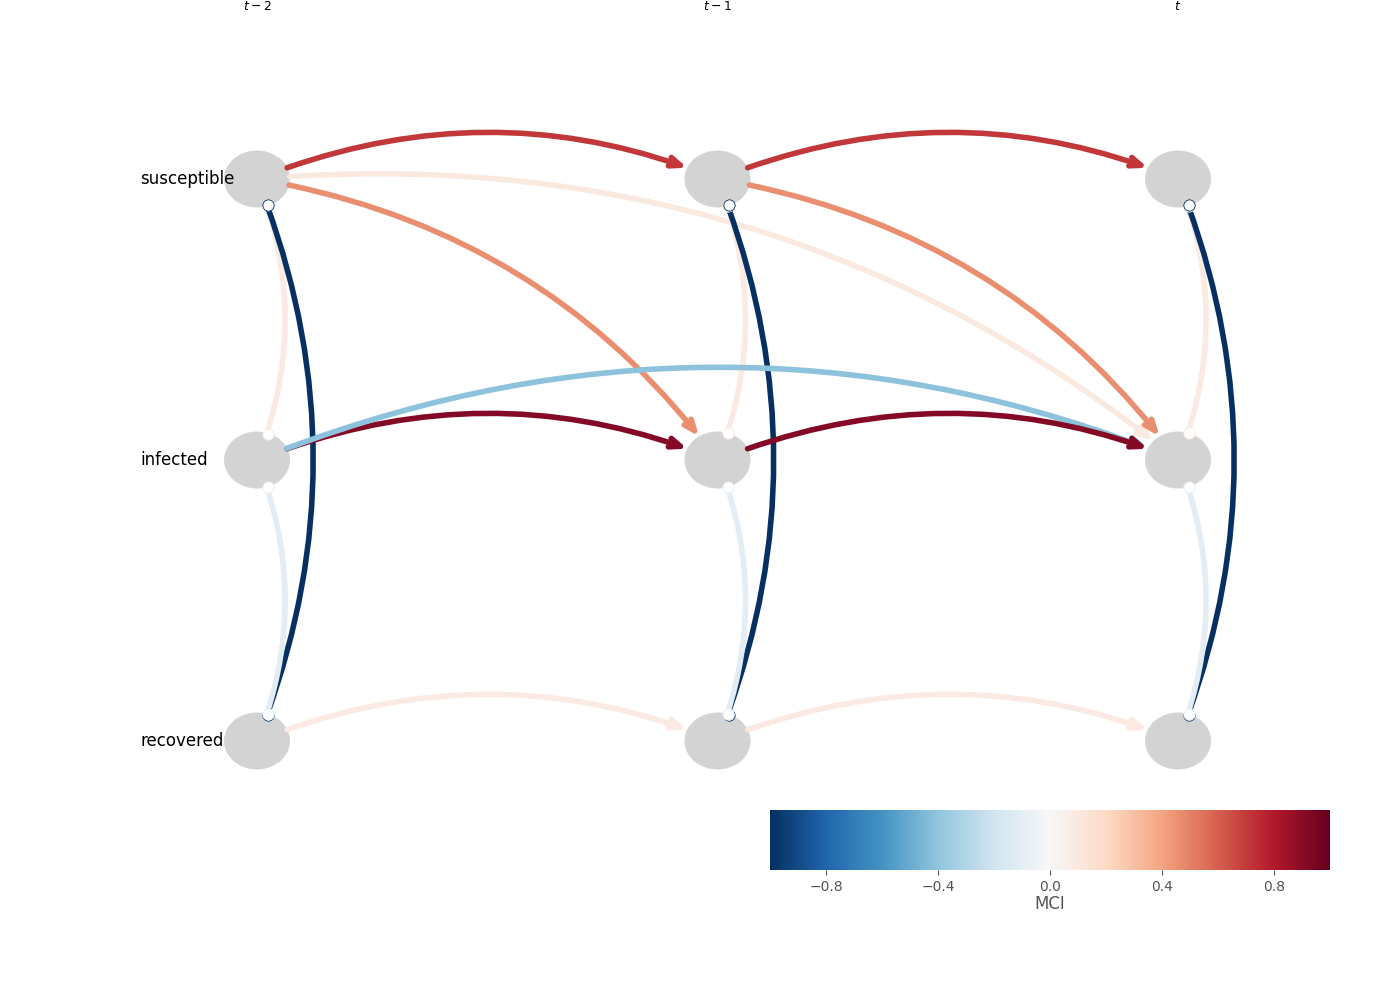 t − 2
t − 1
t
susceptible
infected
recovered
−0.8
−0.4
0.0
0.4
0.8
MCI